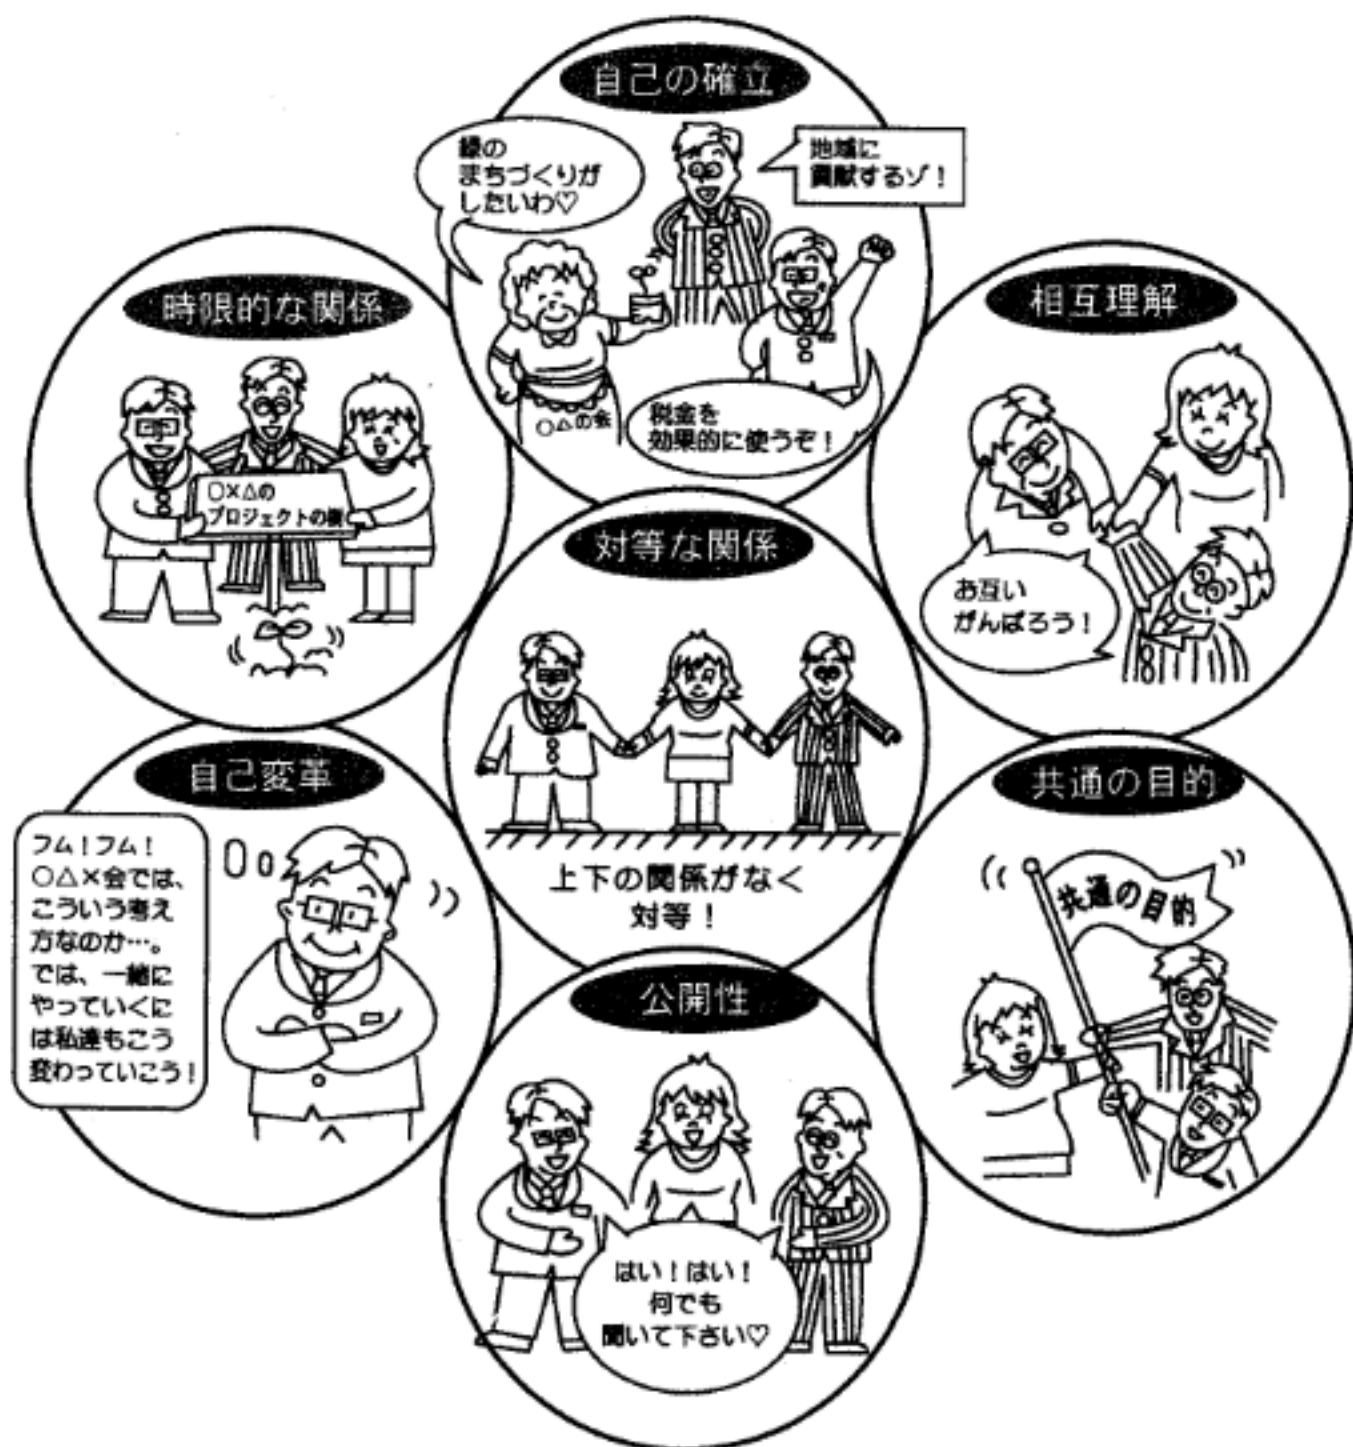 自己の確立
緑の
まちづくりが
したいわ♡
地域に
貢献するゾ！
○△の会
税金を
効果的に使うぞ！
時限的な関係
○×△の
プロジェクトの樹
相互理解
お互い
がんばろう！
対等な関係
上下の関係がなく
対等！
自己変革
フム！フム！
○△×会では、
こういう考え
方なのか…。
では、一緒に
やっていくに
は私達もこう
変わっていこう！
共通の目的
共通の目的
公開性
はい！はい！
何でも
聞いて下さい♡